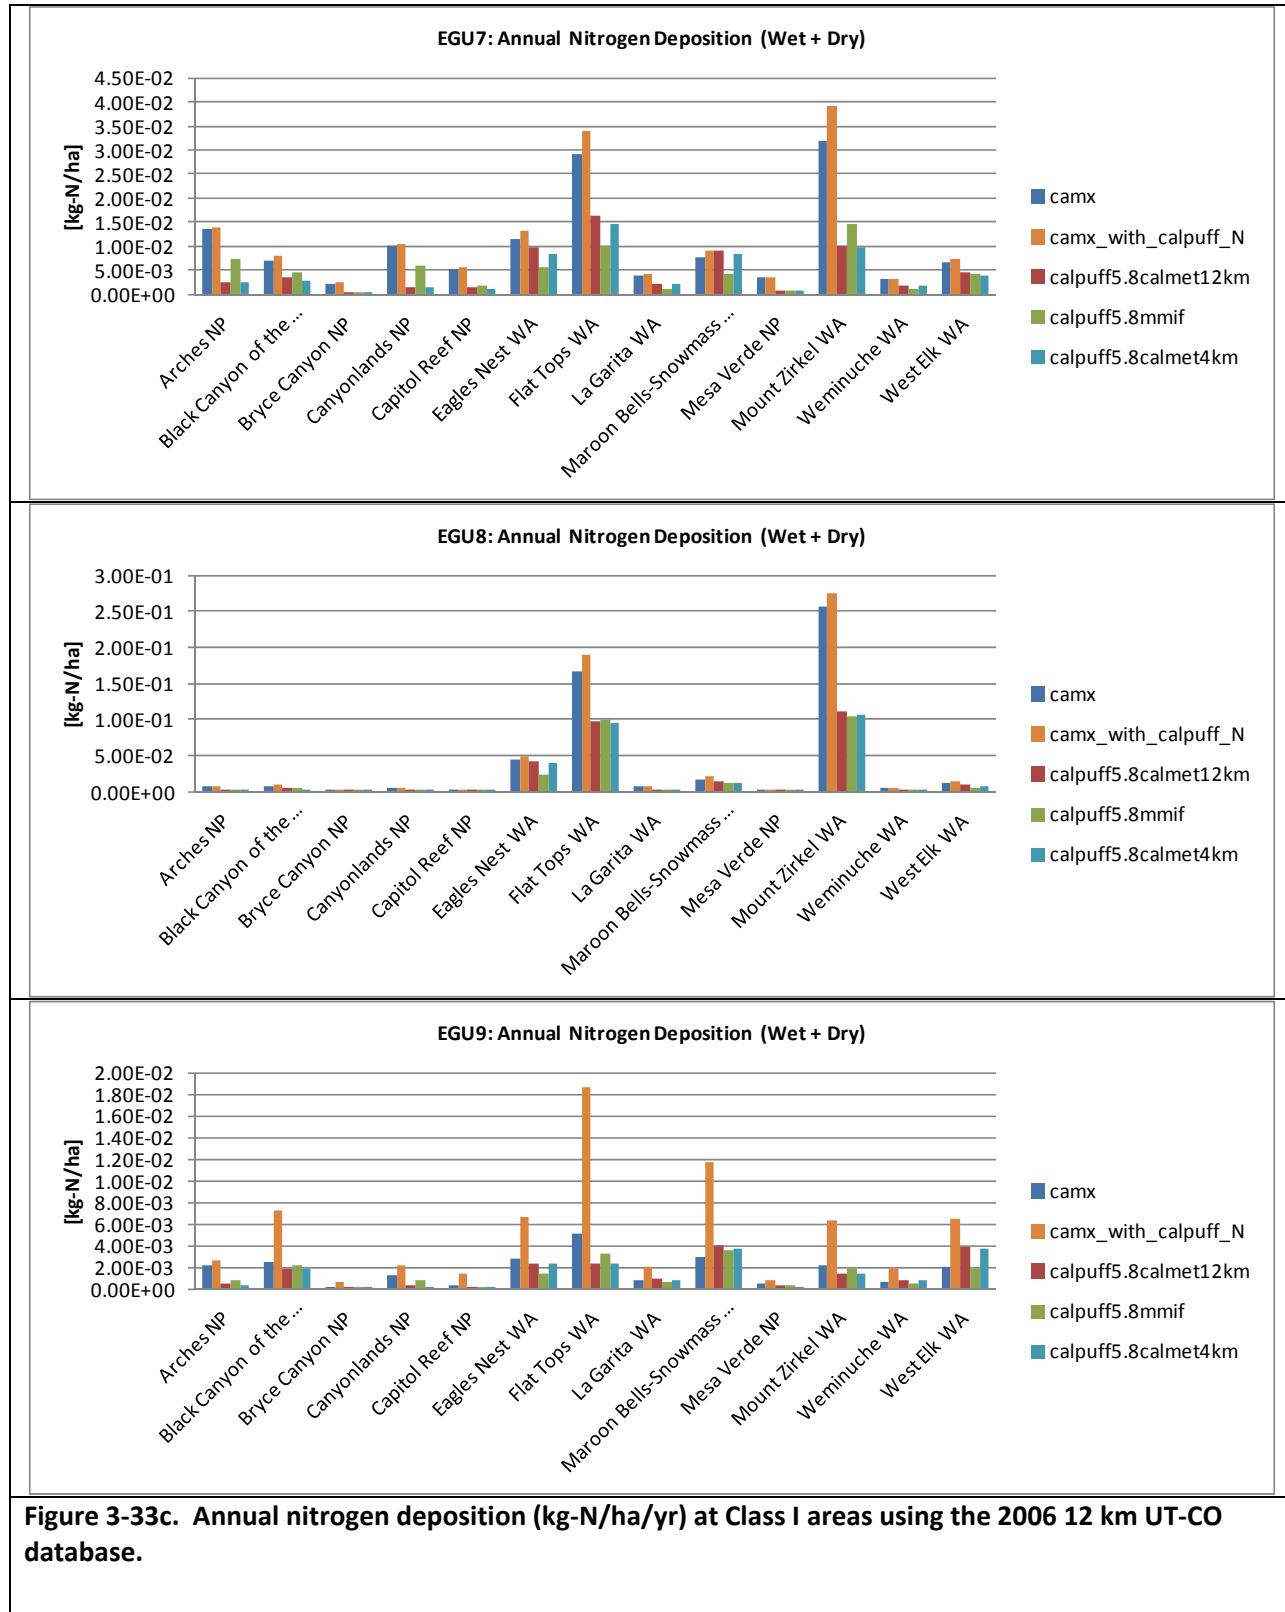 EGU7: Annual Nitrogen Deposition (Wet + Dry)
[kg-N/ha]
4.50E-02
4.00E-02
3.50E-02
3.00E-02
2.50E-02
2.00E-02
1.50E-02
1.00E-02
5.00E-03
0.00E+00
Arches NP
Black Canyon of the...
Bryce Canyon NP
Canyonlands NP
Capitol Reef NP
Eagles Nest WA
Flat Tops WA
La Garita WA
Maroon Bells-Snowmass...
Mesa Verde NP
Mount Zirkel WA
Weminuche WA
West Elk WA
camx
camx_with_calpuff_N
calpuff5.8calmet12km
calpuff5.8mmif
calpuff5.8calmet4km
EGU8: Annual Nitrogen Deposition (Wet + Dry)
[kg-N/ha]
3.00E-01
2.50E-01
2.00E-01
1.50E-01
1.00E-01
5.00E-02
0.00E+00
Arches NP
Black Canyon of the...
Bryce Canyon NP
Canyonlands NP
Capitol Reef NP
Eagles Nest WA
Flat Tops WA
La Garita WA
Maroon Bells-Snowmass...
Mesa Verde NP
Mount Zirkel WA
Weminuche WA
West Elk WA
camx
camx_with_calpuff_N
calpuff5.8calmet12km
calpuff5.8mmif
calpuff5.8calmet4km
EGU9: Annual Nitrogen Deposition (Wet + Dry)
[kg-N/ha]
2.00E-02
1.80E-02
1.60E-02
1.40E-02
1.20E-02
1.00E-02
8.00E-03
6.00E-03
4.00E-03
2.00E-03
0.00E+00
Arches NP
Black Canyon of the...
Bryce Canyon NP
Canyonlands NP
Capitol Reef NP
Eagles Nest WA
Flat Tops WA
La Garita WA
Maroon Bells-Snowmass...
Mesa Verde NP
Mount Zirkel WA
Weminuche WA
West Elk WA
camx
camx_with_calpuff_N
calpuff5.8calmet12km
calpuff5.8mmif
calpuff5.8calmet4km
Figure 3-33c. Annual nitrogen deposition (kg-N/ha/yr) at Class I areas using the 2006 12 km UT-CO
database.